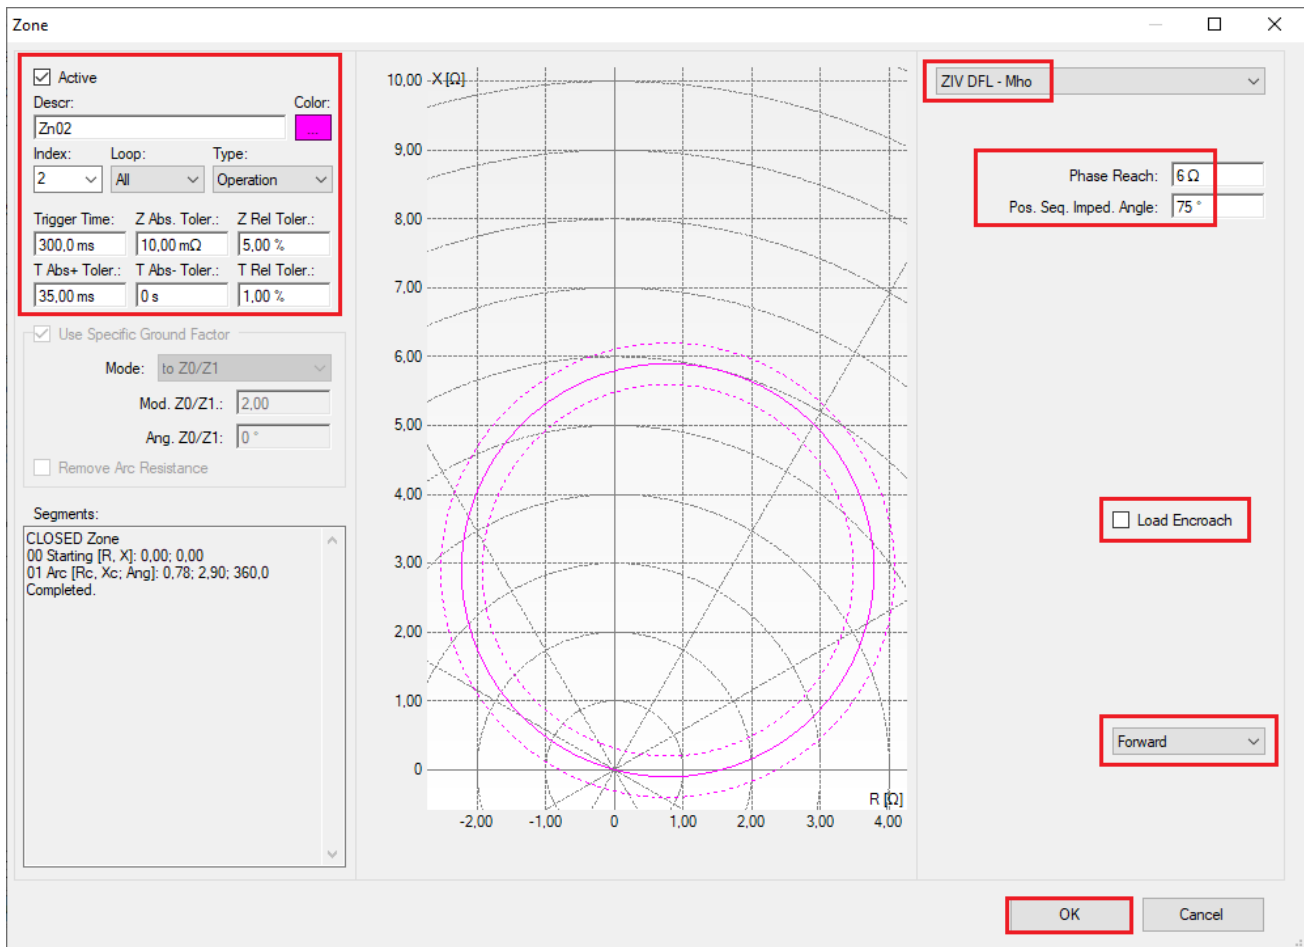 Zone
Active
Descr: Color:
Zn02 ...
Index: Loop: Type:
2 All Operation
Trigger Time: Z Abs. Toler.: Z Rel Toler.:
300,0 ms 10,00 mΩ 5,00 %
T Abs+ Toler.: T Abs- Toler.: T Rel Toler.:
35,00 ms 0 s 1,00 %
Use Specific Ground Factor
Mode: to Z0/Z1
Mod. Z0/Z1.: 2,00
Ang. Z0/Z1: 0 °
Remove Arc Resistance
Segments:
CLOSED Zone
00 Starting [R, X]: 0,00; 0,00
01 Arc [Rc, Xc; Ang]: 0,78; 2,90; 360,0
Completed.
10,00 X [Ω]
9,00
8,00
7,00
6,00
5,00
4,00
3,00
2,00
1,00
0
R [Ω]
-2,00 -1,00 0 1,00 2,00 3,00 4,00
ZIV DFL - Mho
Phase Reach: 6 Ω
Pos. Seq. Imped. Angle: 75 °
Load Encroach
Forward
OK Cancel